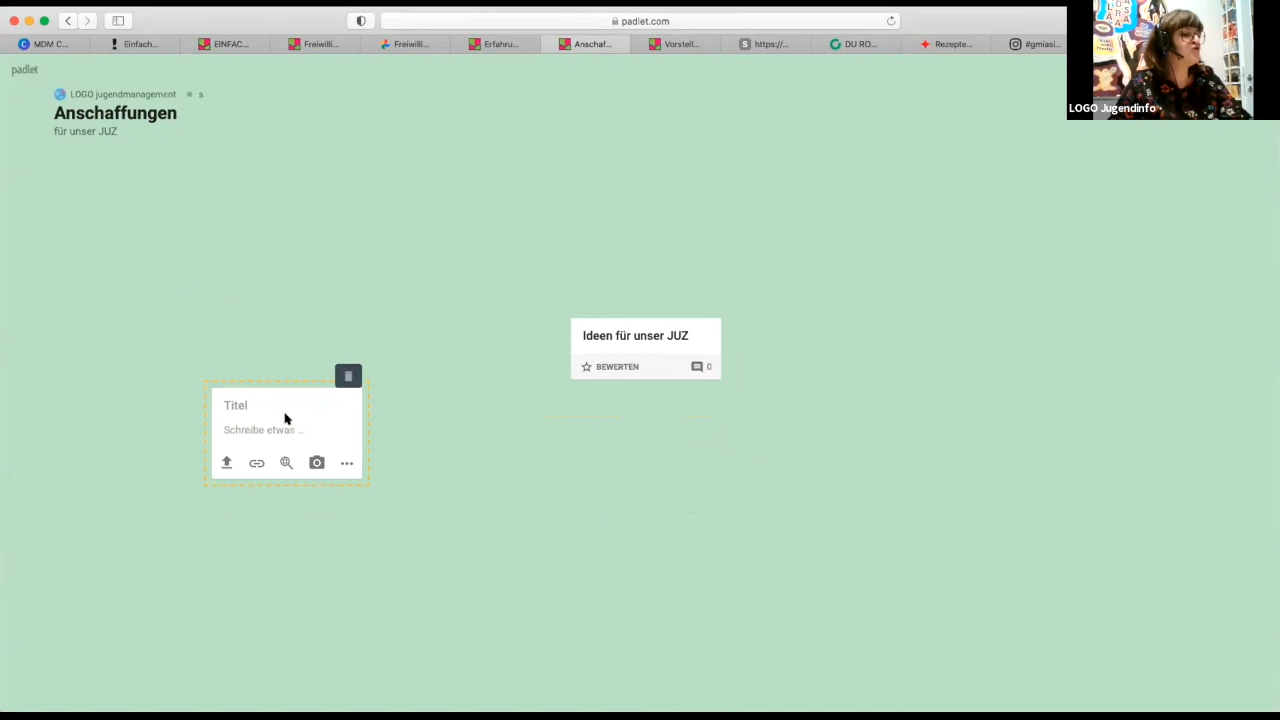 padlet.com
MDM C...
Einfach...
EINFAC...
Freiwilli...
Freiwilli...
Erfahru...
Anschaf...
Vorstell...
https://...
DU RO...
Rezepte...
#gmiasi...
LOGO Jugendinfo
padlet
LOGO jugendmanagement
s
Anschaffungen
für unser JUZ
Ideen für unser JUZ
BEWERTEN
0
Titel
Schreibe etwas ...